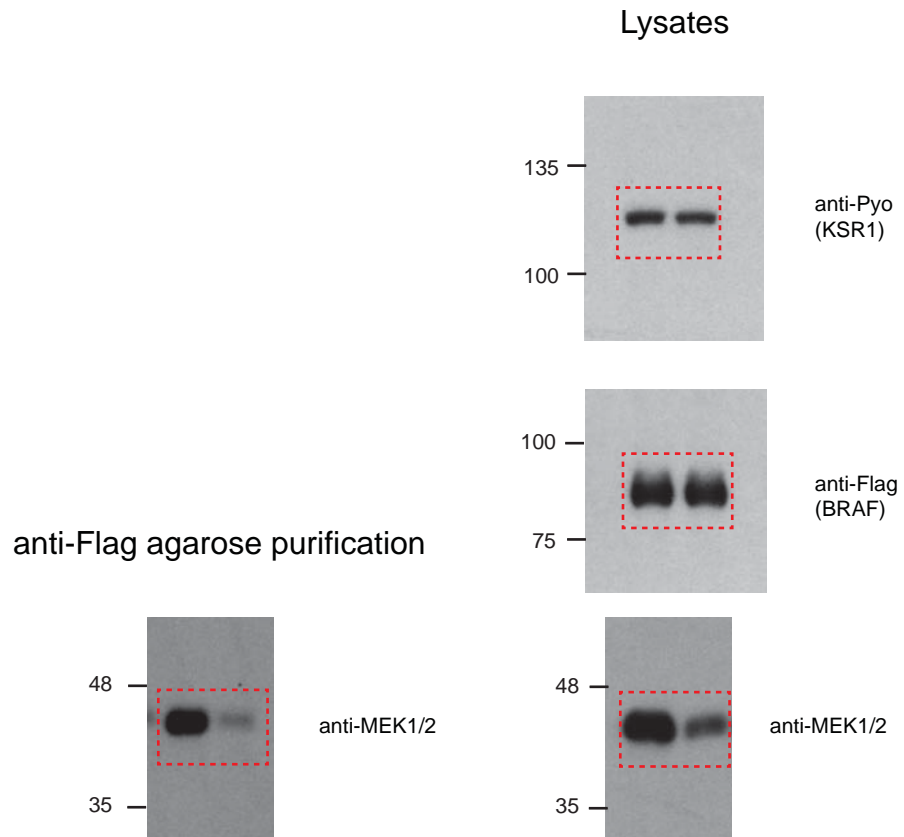 Lysates
135
100
anti-Pyo
(KSR1)
100
75
anti-Flag
(BRAF)
anti-Flag agarose purification
48
35
anti-MEK1/2
48
35
anti-MEK1/2